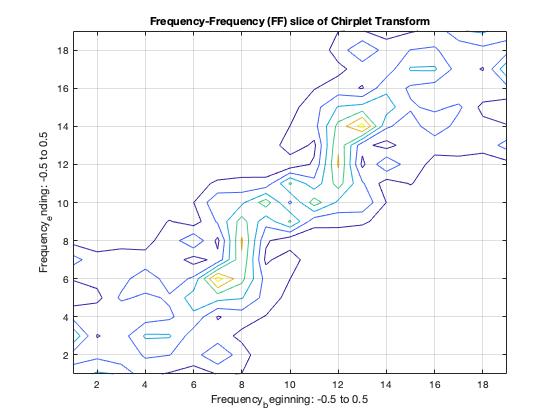 Frequency-Frequency (FF) slice of Chirplet Transform
18
16
14
12
10
8
6
4
2
Frequency_ending: -0.5 to 0.5
2 4 6 8 10 12 14 16 18
Frequency_beginning: -0.5 to 0.5